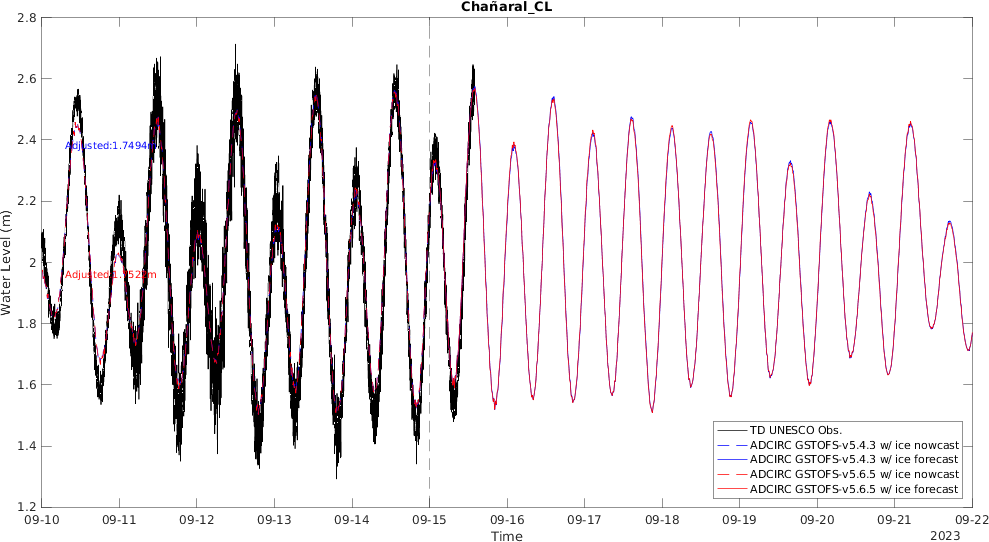 Chañaral_CL
2.8
2.6
2.4
2.2
2
1.8
1.6
1.4
1.2
Water Level (m)
Adjusted:1.7494m
TD UNESCO Obs.
ADCIRC GSTOFS-v5.4.3 w/ ice nowcast
ADCIRC GSTOFS-v5.4.3 w/ ice forecast
ADCIRC GSTOFS-v5.6.5 w/ ice nowcast
ADCIRC GSTOFS-v5.6.5 w/ ice forecast
09-10 09-11 09-12 09-13 09-14 09-15 09-16 09-17 09-18 09-19 09-20 09-21 09-22
Time
2023